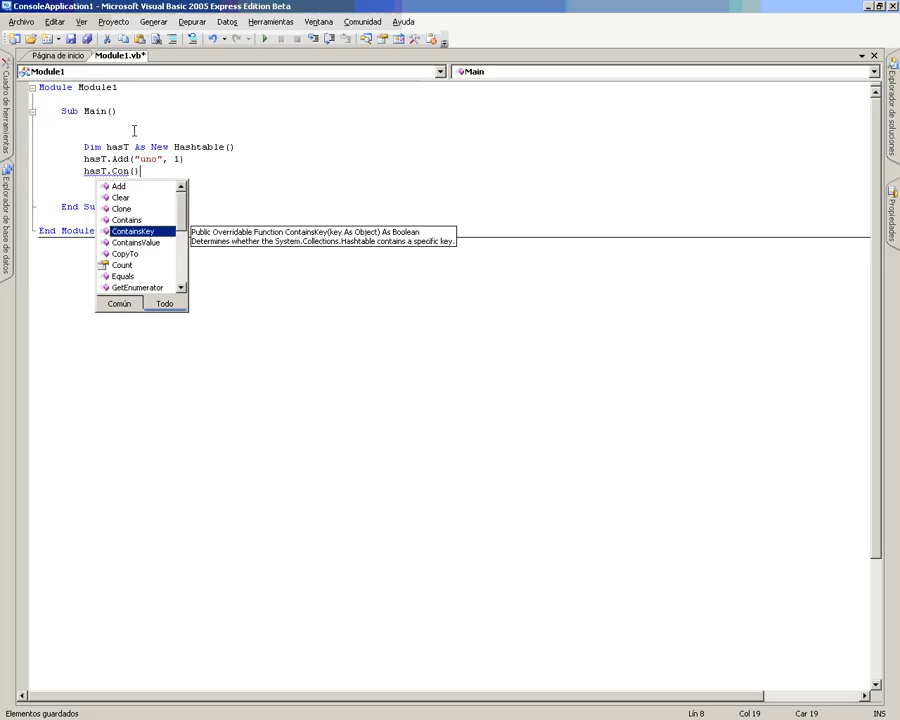 ConsoleApplication1 - Microsoft Visual Basic 2005 Express Edition Beta
Archivo Editar Ver Proyecto Generar Depurar Datos Herramientas Ventana Comunidad Ayuda
Página de inicio Module1.vb*
Module1 Main
Cuadro de herramientas
Explorador de base de datos
Module Module1
Sub Main()
Dim hasT As New Hashtable()
hasT.Add("uno", 1)
hasT.Con()
End Su
End Module
Add
Clear
Clone
Contains
ContainsKey
ContainsValue
CopyTo
Count
Equals
GetEnumerator
Común Todo
Public Overridable Function ContainsKey(key As Object) As Boolean
Determines whether the System.Collections.Hashtable contains a specific key.
Explorador de soluciones
Propiedades
Elementos guardados Lín 8 Col 19 Car 19 INS